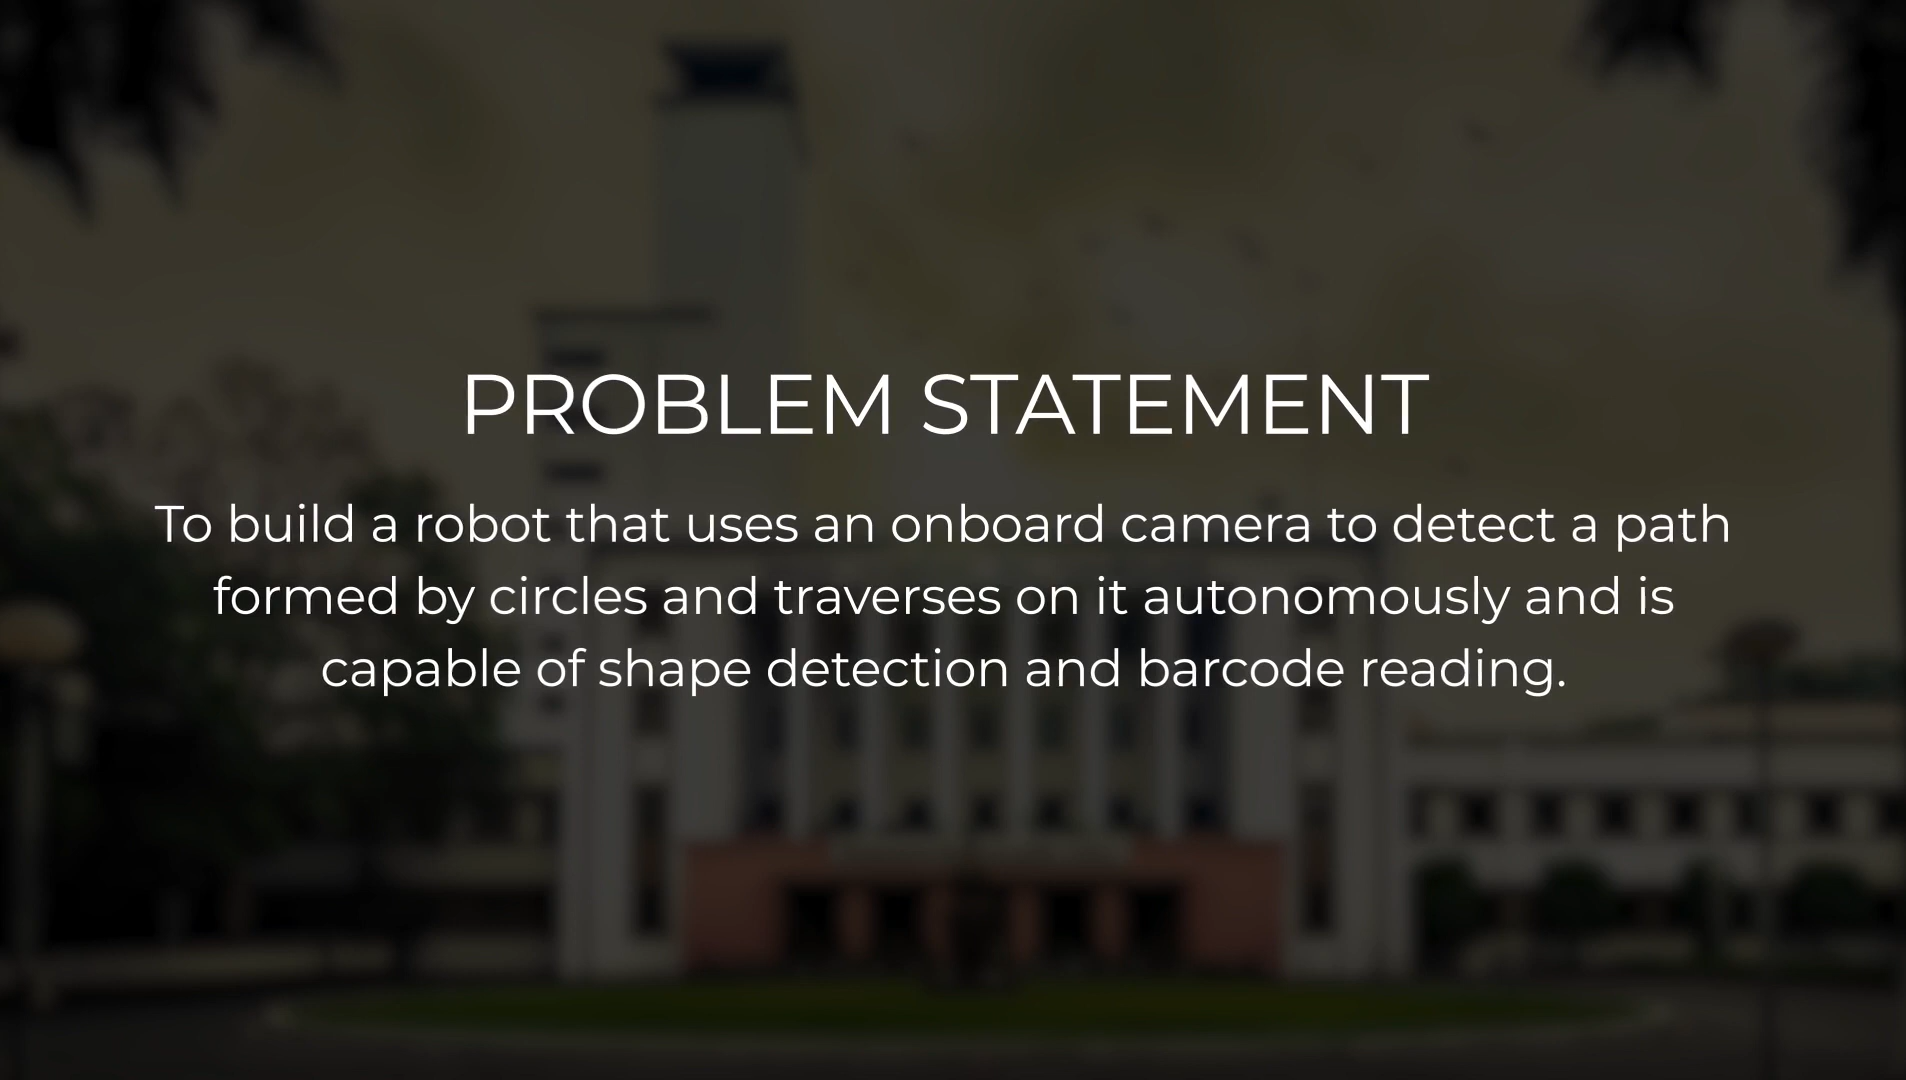 PROBLEM STATEMENT
To build a robot that uses an onboard camera to detect a path
formed by circles and traverses on it autonomously and is
capable of shape detection and barcode reading.